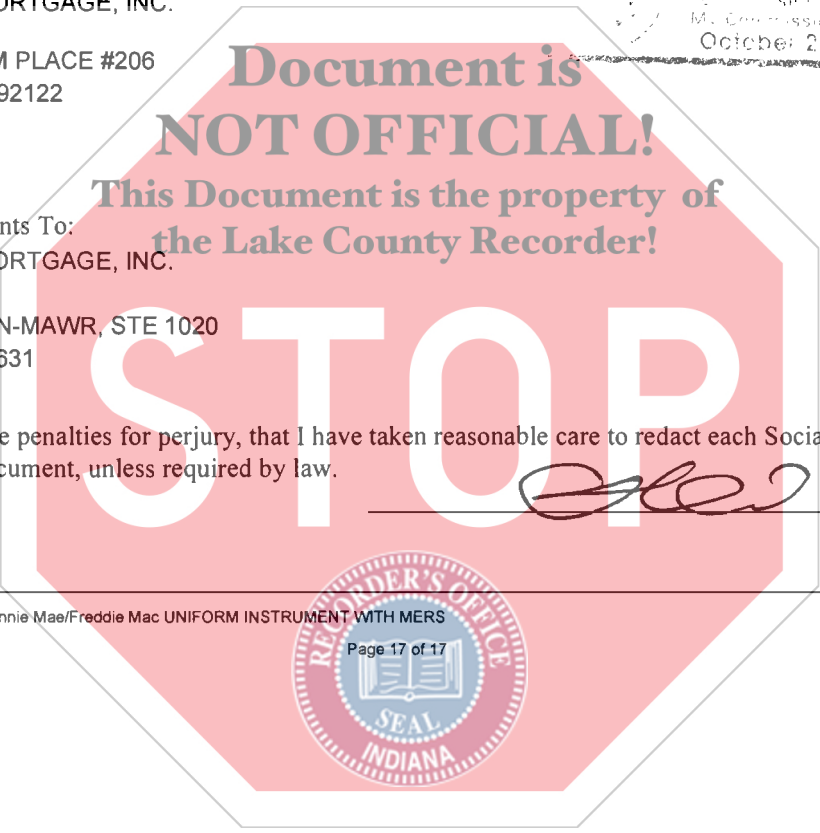 ORTGAGE, INC.
M PLACE #206
92122
October 2
Document is
NOT OFFICIAL!
This Document is the property of
the Lake County Recorder!
nts To:
ORTGAGE, INC.
N-MAWR, STE 1020
631
STOP
e penalties for perjury, that I have taken reasonable care to redact each Socia
cument, unless required by law.
nnie Mae/Freddie Mac UNIFORM INSTRUMENT WITH MERS
Page 17 of 17
RECORDER'S OFFICE
SEAL
INDIANA